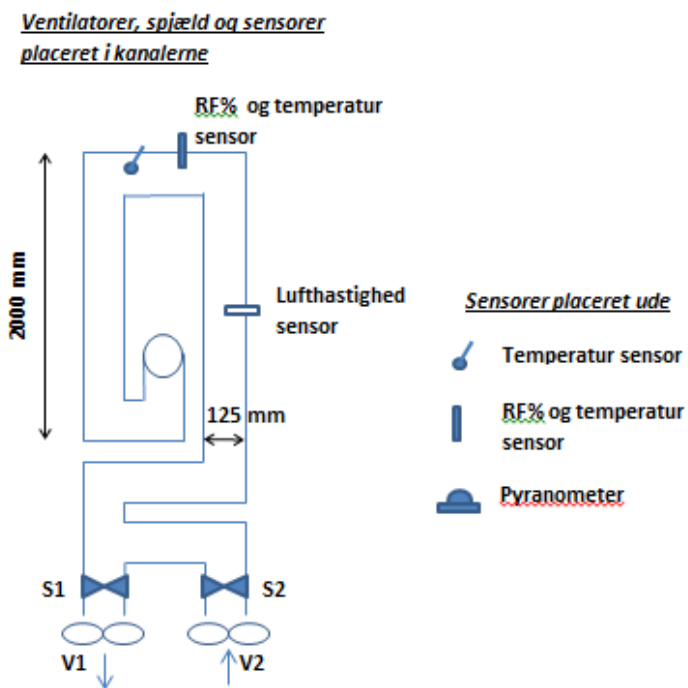 Ventilatorer, spjæld og sensorer
placeret i kanalerne
RF% og temperatur
sensor
2000 mm
Lufthastighed
sensor
125 mm
S1
S2
V1
V2
Sensorer placeret ude
Temperatur sensor
RF% og temperatur
sensor
Pyranometer